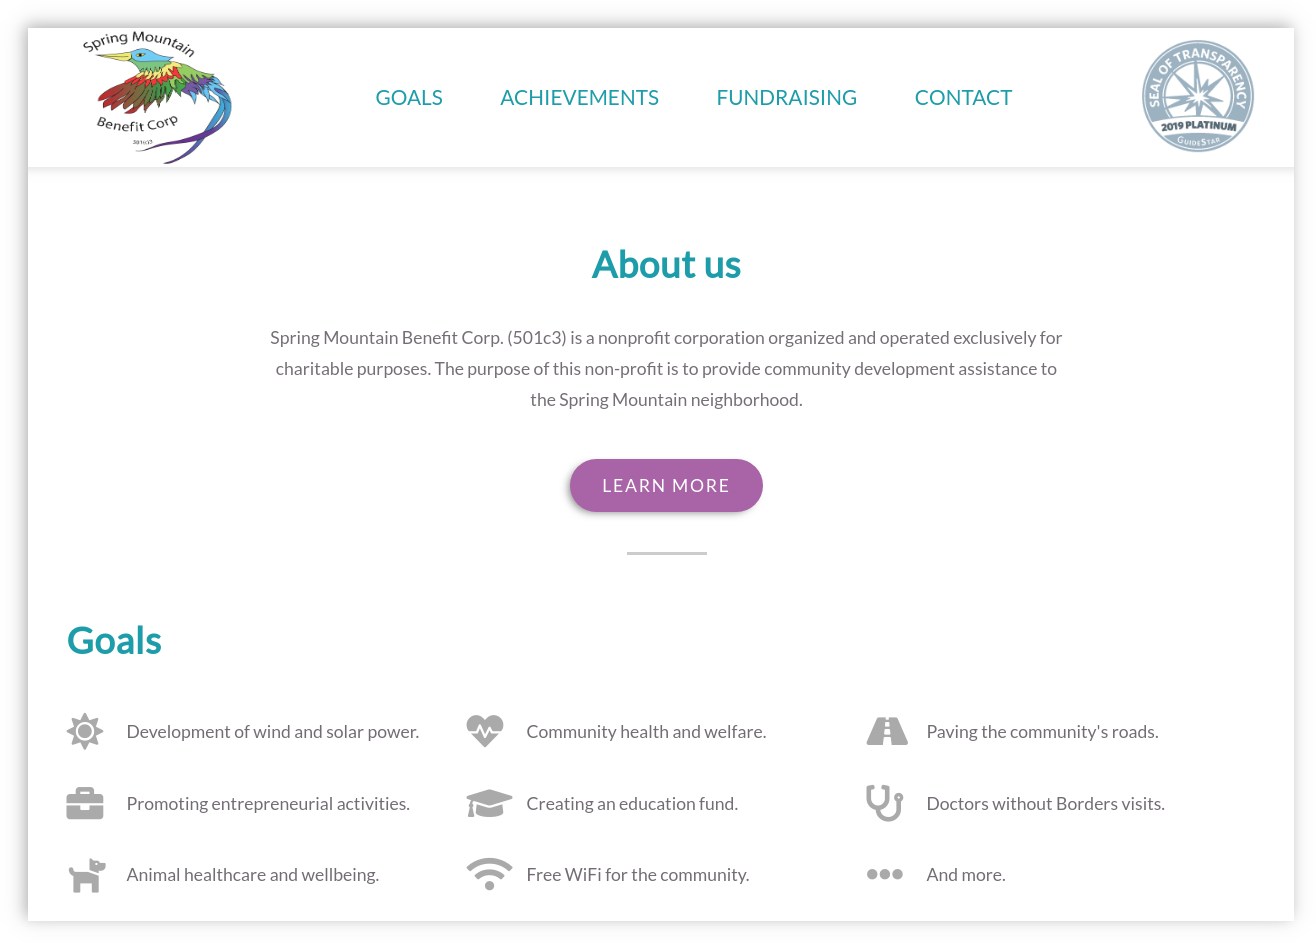 Spring Mountain
Benefit Corp
501(c)3
GOALS
ACHIEVEMENTS
FUNDRAISING
CONTACT
SEAL OF TRANSPARENCY
2019 PLATINUM
GUIDESTAR
About us
Spring Mountain Benefit Corp. (501c3) is a nonprofit corporation organized and operated exclusively for
charitable purposes. The purpose of this non-profit is to provide community development assistance to
the Spring Mountain neighborhood.
LEARN MORE
Goals
Development of wind and solar power.
Community health and welfare.
Paving the community's roads.
Promoting entrepreneurial activities.
Creating an education fund.
Doctors without Borders visits.
Animal healthcare and wellbeing.
Free WiFi for the community.
And more.